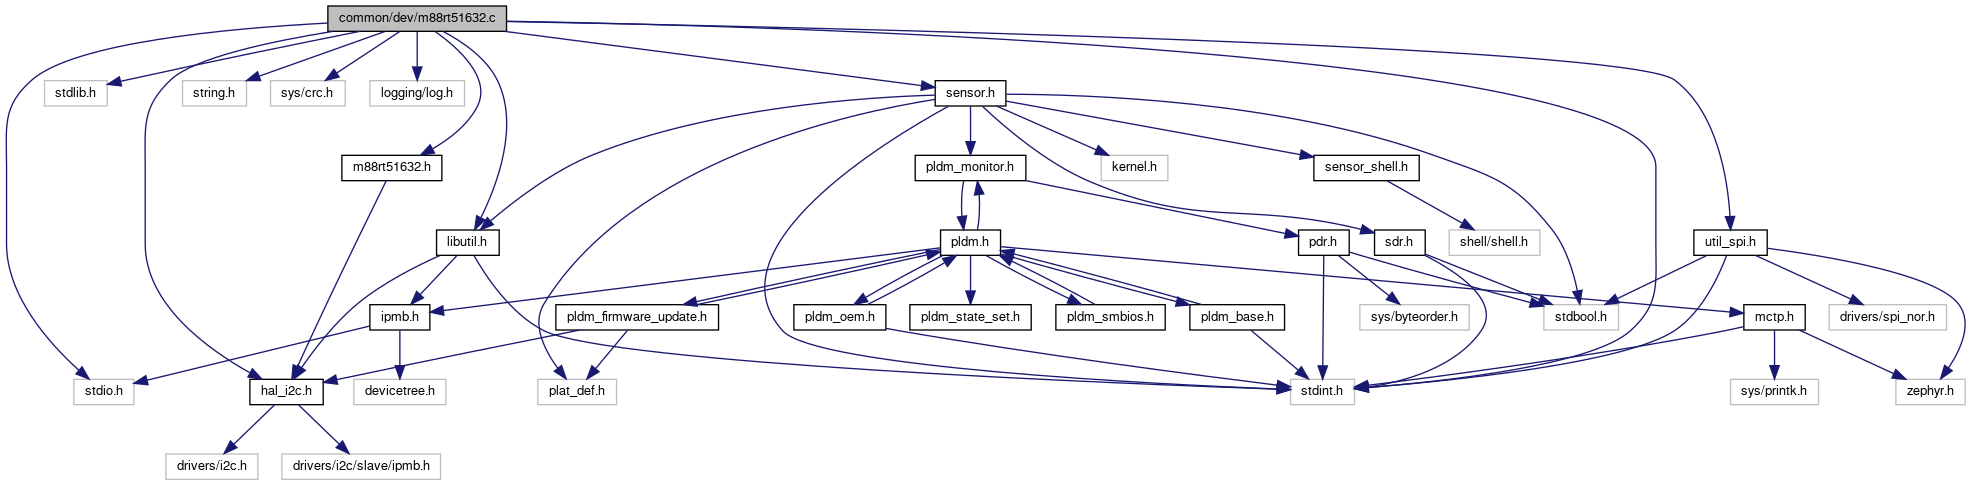 common/dev/m88rt51632.c
stdlib.h
string.h
sys/crc.h
logging/log.h
sensor.h
m88rt51632.h
pldm_monitor.h
kernel.h
sensor_shell.h
libutil.h
pldm.h
pdr.h
sdr.h
shell/shell.h
util_spi.h
ipmb.h
pldm_firmware_update.h
pldm_oem.h
pldm_state_set.h
pldm_smbios.h
pldm_base.h
sys/byteorder.h
stdbool.h
mctp.h
drivers/spi_nor.h
stdio.h
hal_i2c.h
devicetree.h
plat_def.h
stdint.h
sys/printk.h
zephyr.h
drivers/i2c.h
drivers/i2c/slave/ipmb.h